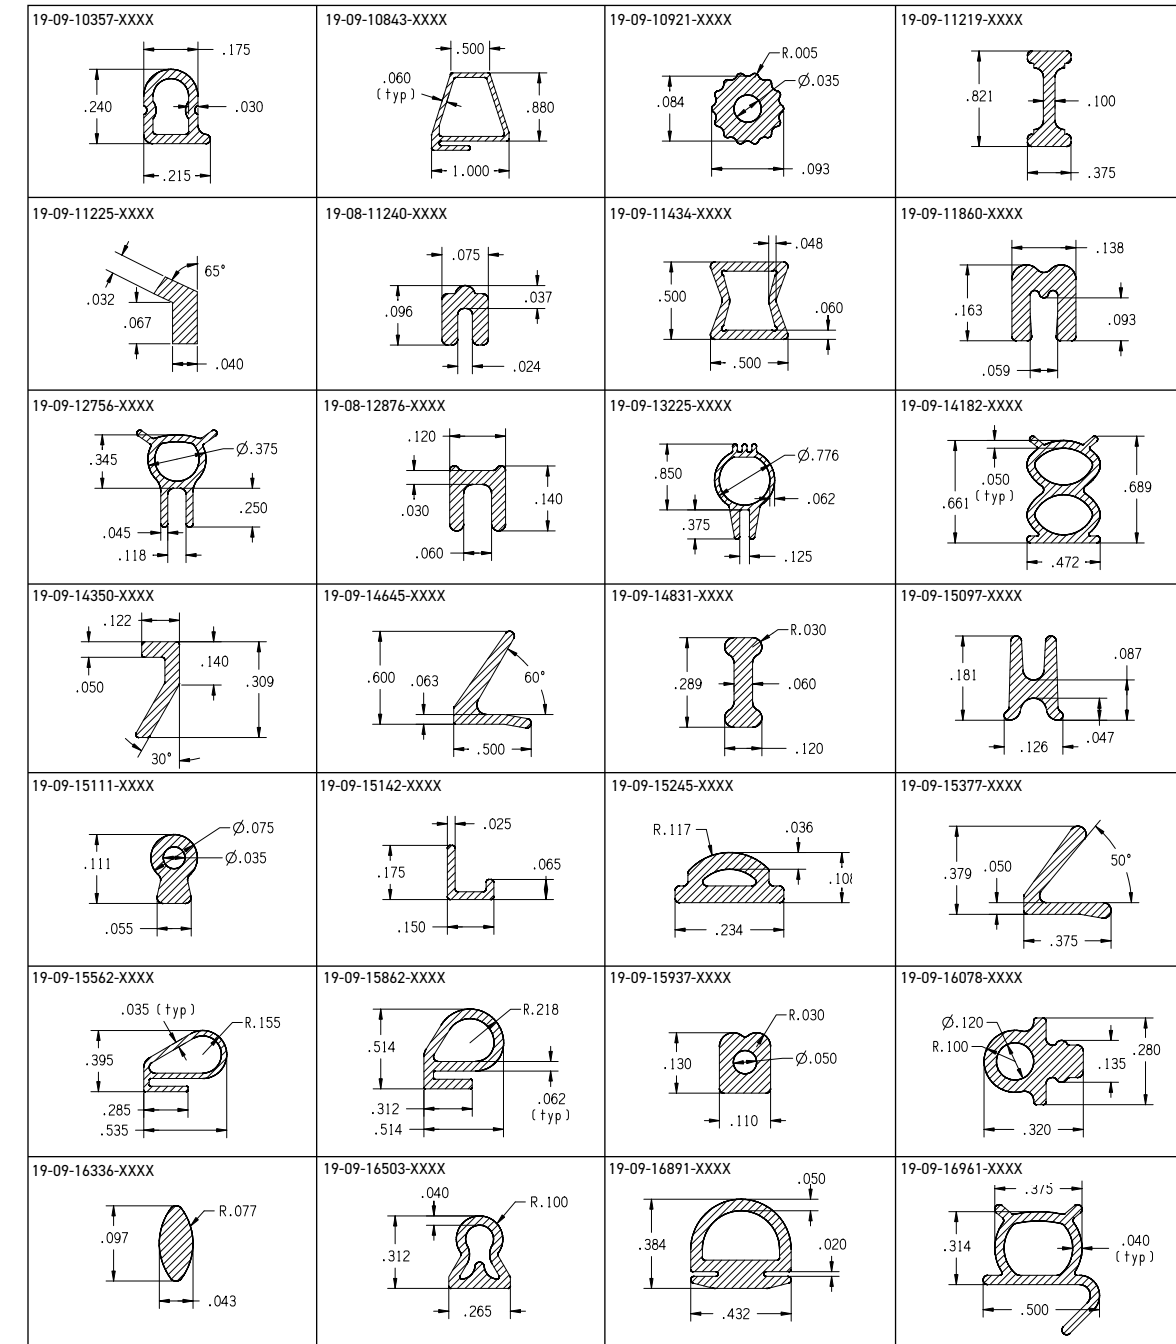 19-09-10357-XXXX
.175
.240
.030
.215
19-09-10843-XXXX
.500
.060
(typ)
.880
1.000
19-09-10921-XXXX
R.005
Ø.035
.084
.093
19-09-11219-XXXX
.821
.100
.375
19-09-11225-XXXX
65°
.032
.067
.040
19-08-11240-XXXX
.075
.037
.096
.024
19-09-11434-XXXX
.048
.500
.060
.500
19-09-11860-XXXX
.138
.163
.093
.059
19-09-12756-XXXX
Ø.375
.345
.250
.045
.118
19-08-12876-XXXX
.120
.140
.030
.060
19-09-13225-XXXX
Ø.776
.850
.062
.375
.125
19-09-14182-XXXX
.050
(typ)
.689
.661
.472
19-09-14350-XXXX
.122
.140
.050
.309
30°
19-09-14645-XXXX
.600
.063
60°
.500
19-09-14831-XXXX
R.030
.289
.060
.120
19-09-15097-XXXX
.087
.181
.047
.126
19-09-15111-XXXX
Ø.075
.111
Ø.035
.055
19-09-15142-XXXX
.025
.175
.065
.150
19-09-15245-XXXX
R.117
.036
.108
.234
19-09-15377-XXXX
.379
.050
50°
.375
19-09-15562-XXXX
.035 (typ)
R.155
.395
.285
.535
19-09-15862-XXXX
R.218
.514
.062
(typ)
.312
.514
19-09-15937-XXXX
R.030
.130
Ø.050
.110
19-09-16078-XXXX
Ø.120
R.100
.280
.135
.320
19-09-16336-XXXX
R.077
.097
.043
19-09-16503-XXXX
.040
R.100
.312
.265
19-09-16891-XXXX
.050
.384
.020
.432
19-09-16961-XXXX
.375
.314
.040
(typ)
.500